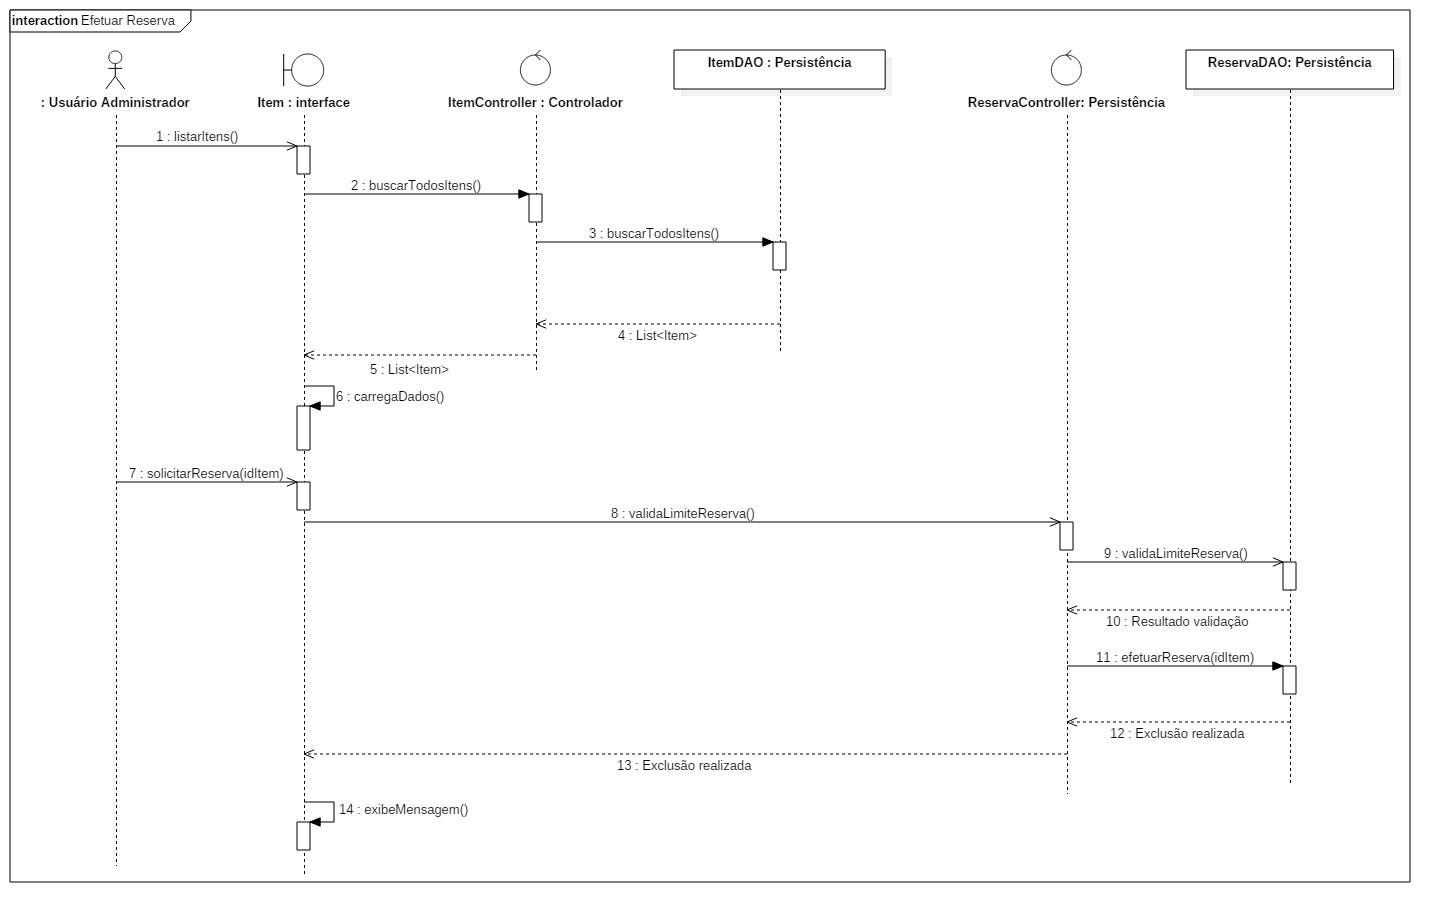 interaction Efetuar Reserva
: Usuário Administrador
Item : interface
ItemController : Controlador
ItemDAO : Persistência
ReservaController: Persistência
ReservaDAO: Persistência
1 : listarItens()
2 : buscarTodosItens()
3 : buscarTodosItens()
4 : List<Item>
5 : List<Item>
6 : carregaDados()
7 : solicitarReserva(idItem)
8 : validaLimiteReserva()
9 : validaLimiteReserva()
10 : Resultado validação
11 : efetuarReserva(idItem)
12 : Exclusão realizada
13 : Exclusão realizada
14 : exibeMensagem()